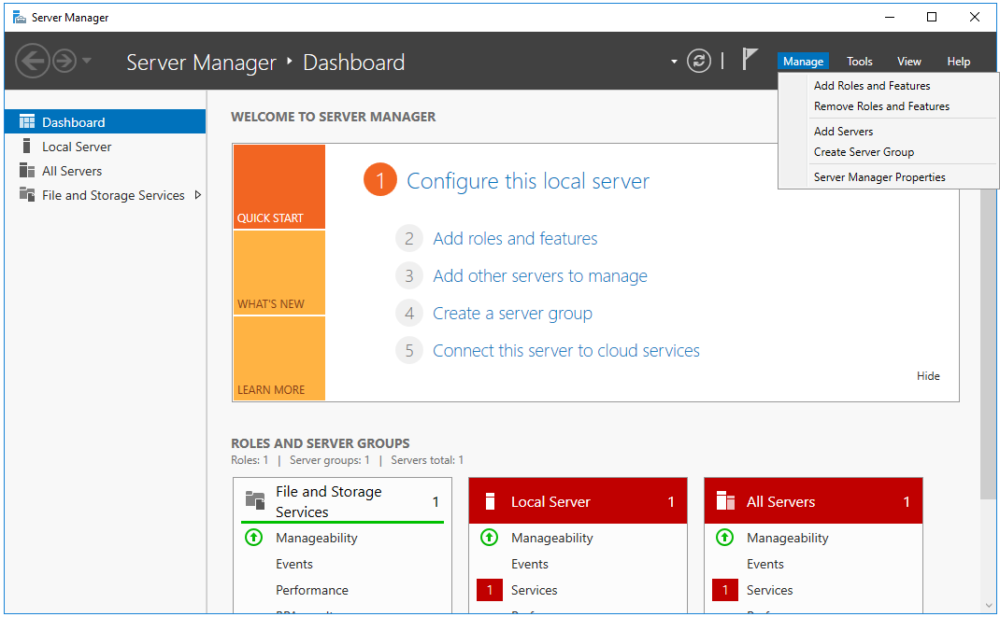 Server Manager
Server Manager ‣ Dashboard
Manage Tools View Help
Add Roles and Features
Remove Roles and Features
Add Servers
Create Server Group
Server Manager Properties
Dashboard
Local Server
All Servers
File and Storage Services
WELCOME TO SERVER MANAGER
QUICK START
WHAT'S NEW
LEARN MORE
1 Configure this local server
2 Add roles and features
3 Add other servers to manage
4 Create a server group
5 Connect this server to cloud services
Hide
ROLES AND SERVER GROUPS
Roles: 1 | Server groups: 1 | Servers total: 1
File and Storage
Services 1
Manageability
Events
Performance
Local Server 1
Manageability
Events
1 Services
All Servers 1
Manageability
Events
1 Services